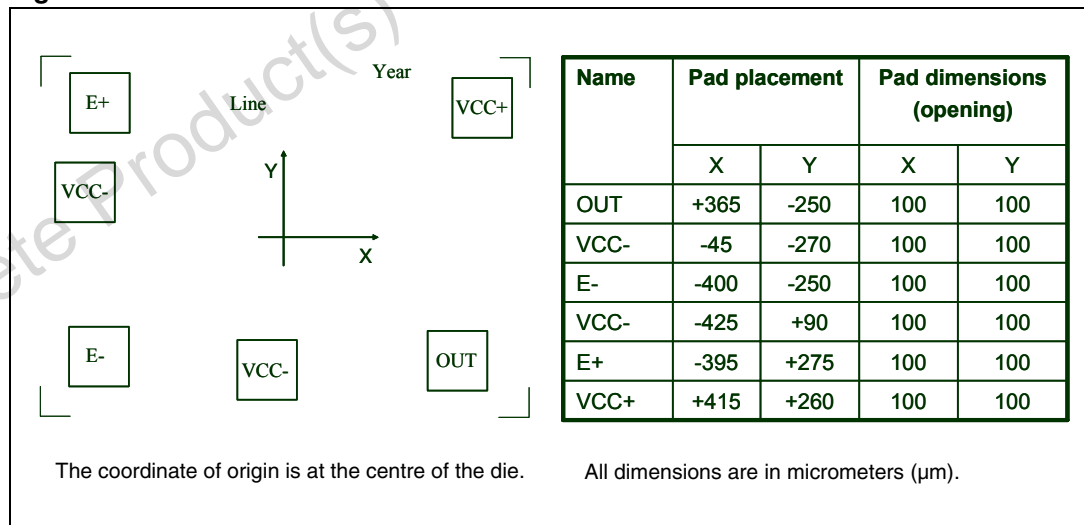 Year
E+
Line
VCC+
VCC-
Y
X
E-
VCC-
OUT
Name Pad placement Pad dimensions
(opening)
X Y X Y
OUT +365 -250 100 100
VCC- -45 -270 100 100
E- -400 -250 100 100
VCC- -425 +90 100 100
E+ -395 +275 100 100
VCC+ +415 +260 100 100
The coordinate of origin is at the centre of the die. All dimensions are in micrometers (µm).
ete Product(s)